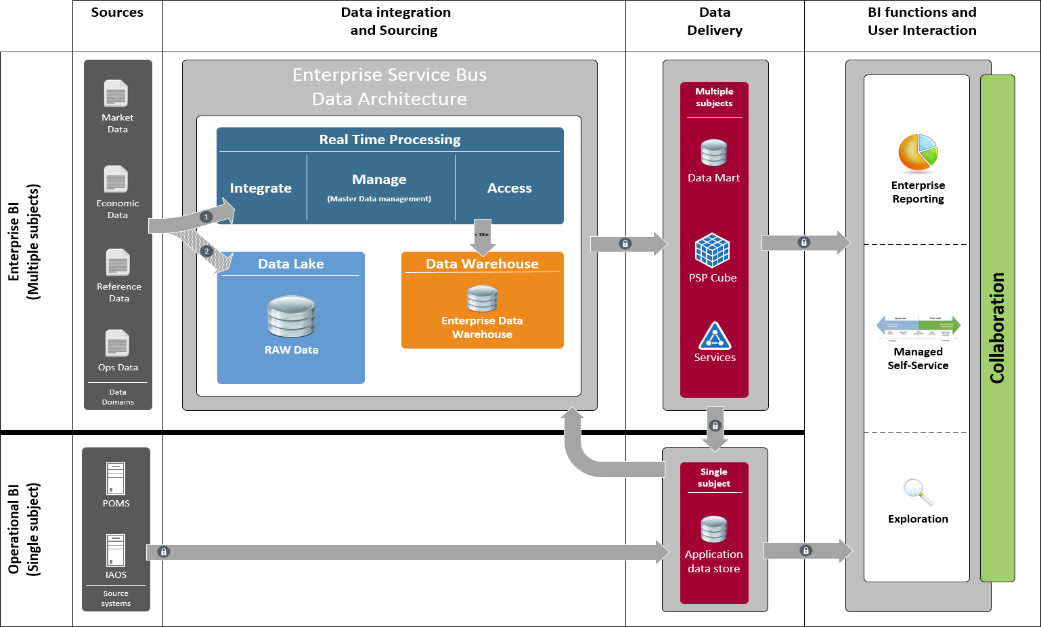 Sources
Data integration
and Sourcing
Data
Delivery
BI functions and
User Interaction
Enterprise BI
(Multiple subjects)
Market
Data
Economic
Data
Reference
Data
Ops Data
Data
Domains
Enterprise Service Bus
Data Architecture
Real Time Processing
Integrate
Manage
(Master Data management)
Access
1
2
Data Lake
RAW Data
Data Warehouse
Enterprise Data
Warehouse
Multiple
subjects
Data Mart
PSP Cube
Services
Enterprise
Reporting
Managed
Self-Service
Exploration
Collaboration
Operational BI
(Single subject)
POMS
IAOS
Source
systems
Single
subject
Application
data store